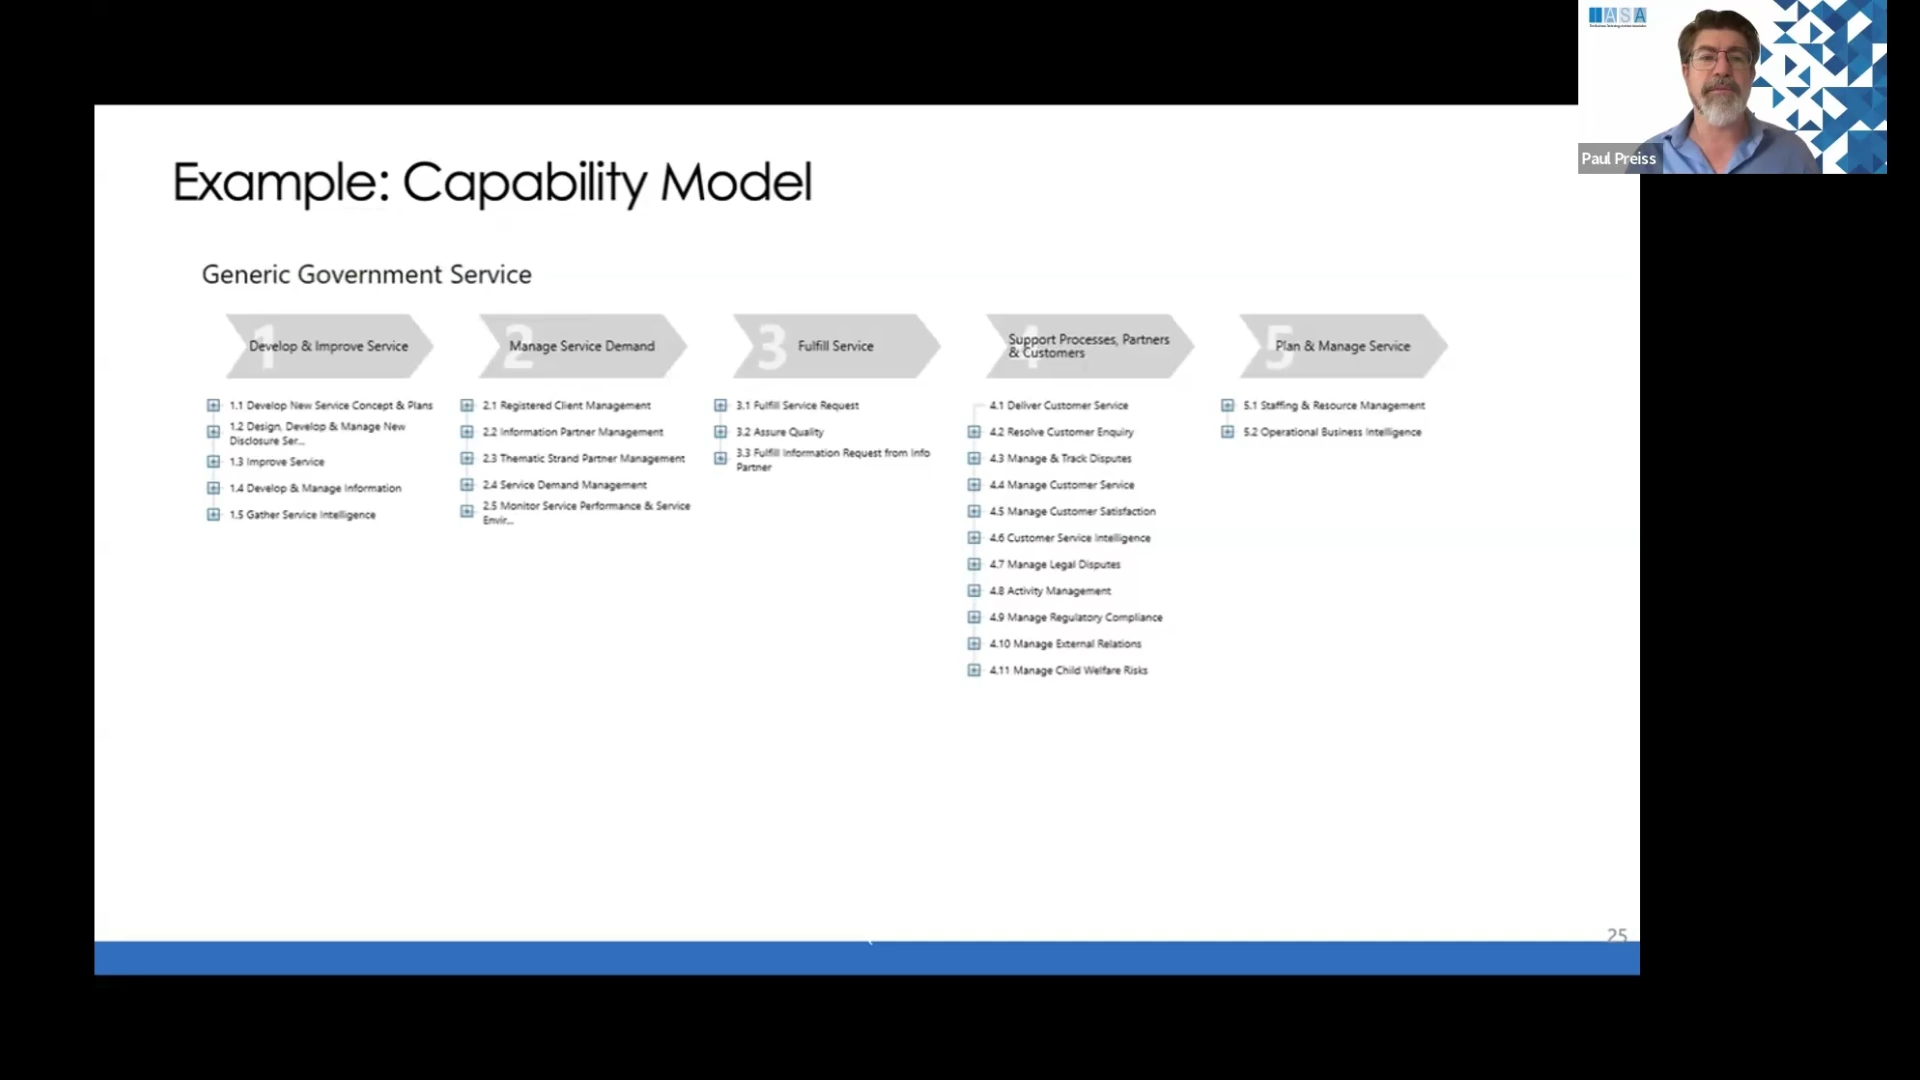 IASA
Paul Preiss
Example: Capability Model
Generic Government Service
1
Develop & Improve Service
1.1 Develop New Service Concept & Plans
1.2 Design, Develop & Manage New
Disclosure Ser...
1.3 Improve Service
1.4 Develop & Manage Information
1.5 Gather Service Intelligence
2
Manage Service Demand
2.1 Registered Client Management
2.2 Information Partner Management
2.3 Thematic Strand Partner Management
2.4 Service Demand Management
2.5 Monitor Service Performance & Service
Envir...
3
Fulfill Service
3.1 Fulfill Service Request
3.2 Assure Quality
3.3 Fulfill Information Request from Info
Partner
4
Support Processes, Partners
& Customers
4.1 Deliver Customer Service
4.2 Resolve Customer Enquiry
4.3 Manage & Track Disputes
4.4 Manage Customer Service
4.5 Manage Customer Satisfaction
4.6 Customer Service Intelligence
4.7 Manage Legal Disputes
4.8 Activity Management
4.9 Manage Regulatory Compliance
4.10 Manage External Relations
4.11 Manage Child Welfare Risks
5
Plan & Manage Service
5.1 Staffing & Resource Management
5.2 Operational Business Intelligence
25